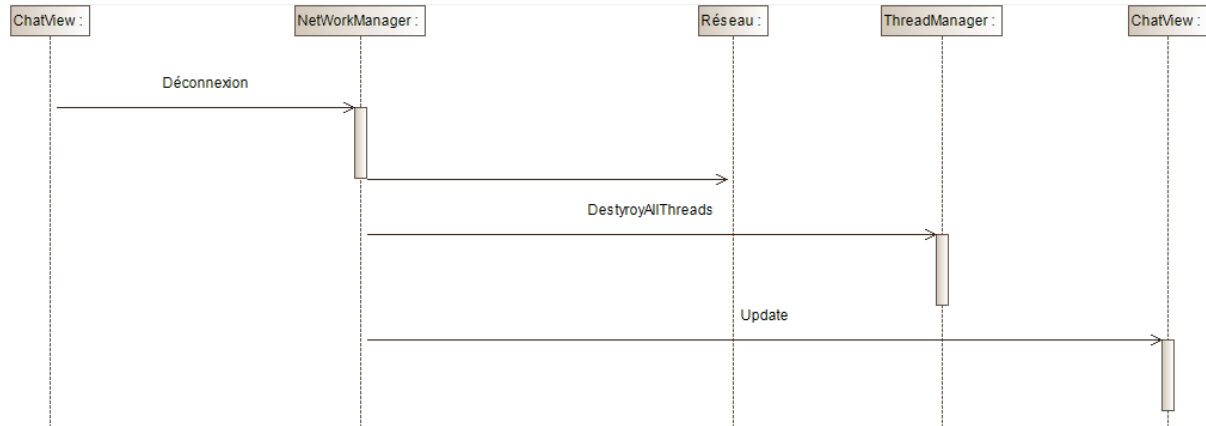 ChatView :
NetWorkManager :
Réseau :
ThreadManager :
ChatView :
Déconnexion
DestyroyAllThreads
Update